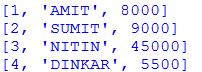 [1, 'AMIT', 8000]
[2, 'SUMIT', 9000]
[3, 'NITIN', 45000]
[4, 'DINKAR', 5500]